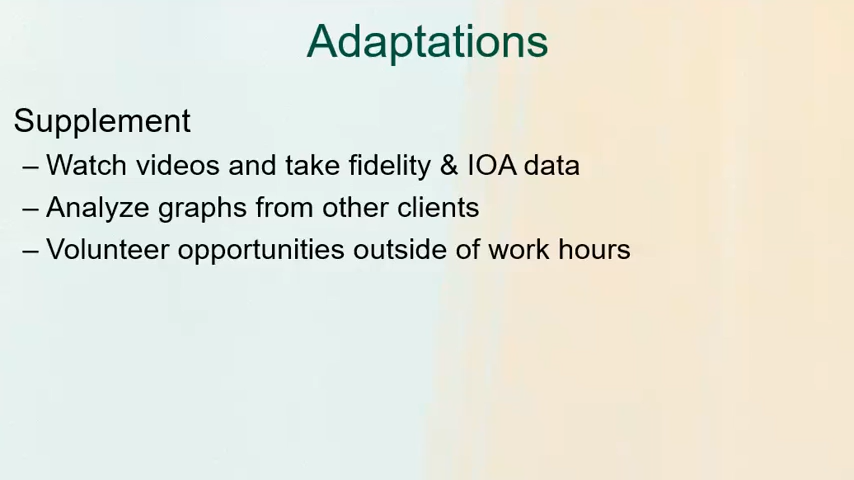 Adaptations
Supplement
– Watch videos and take fidelity & IOA data
– Analyze graphs from other clients
– Volunteer opportunities outside of work hours